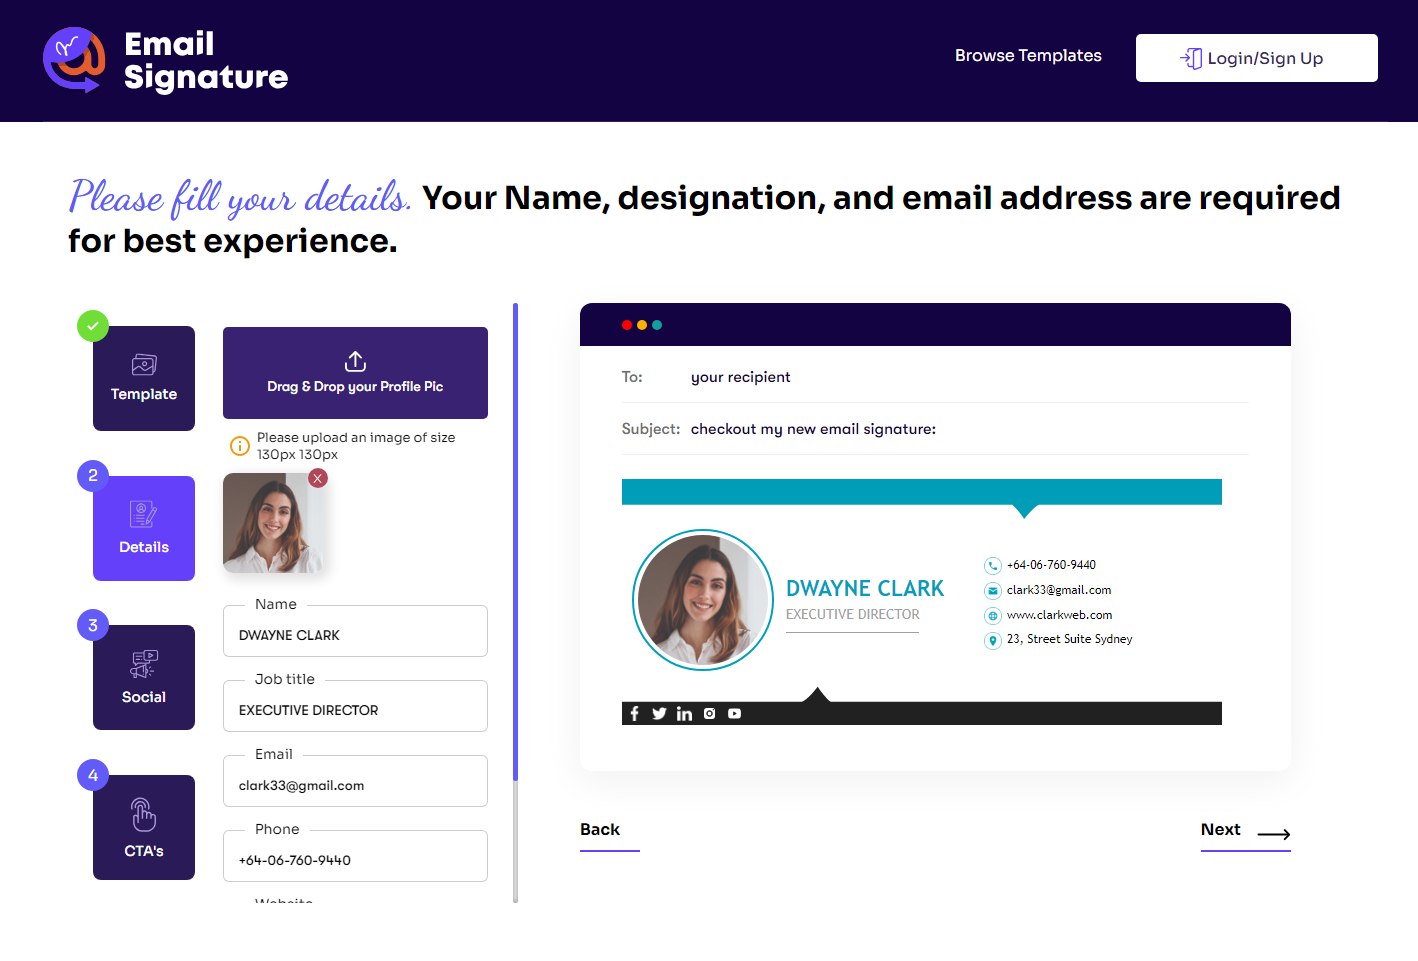 Email
Signature
Browse Templates
Login/Sign Up
Please fill your details. Your Name, designation, and email address are required
for best experience.
Template
2
Details
3
Social
4
CTA's
Drag & Drop your Profile Pic
Please upload an image of size
130px 130px
X
Name
DWAYNE CLARK
Job title
EXECUTIVE DIRECTOR
Email
clark33@gmail.com
Phone
+64-06-760-9440
Website
To: your recipient
Subject: checkout my new email signature:
DWAYNE CLARK
EXECUTIVE DIRECTOR
+64-06-760-9440
clark33@gmail.com
www.clarkweb.com
23, Street Suite Sydney
Back
Next